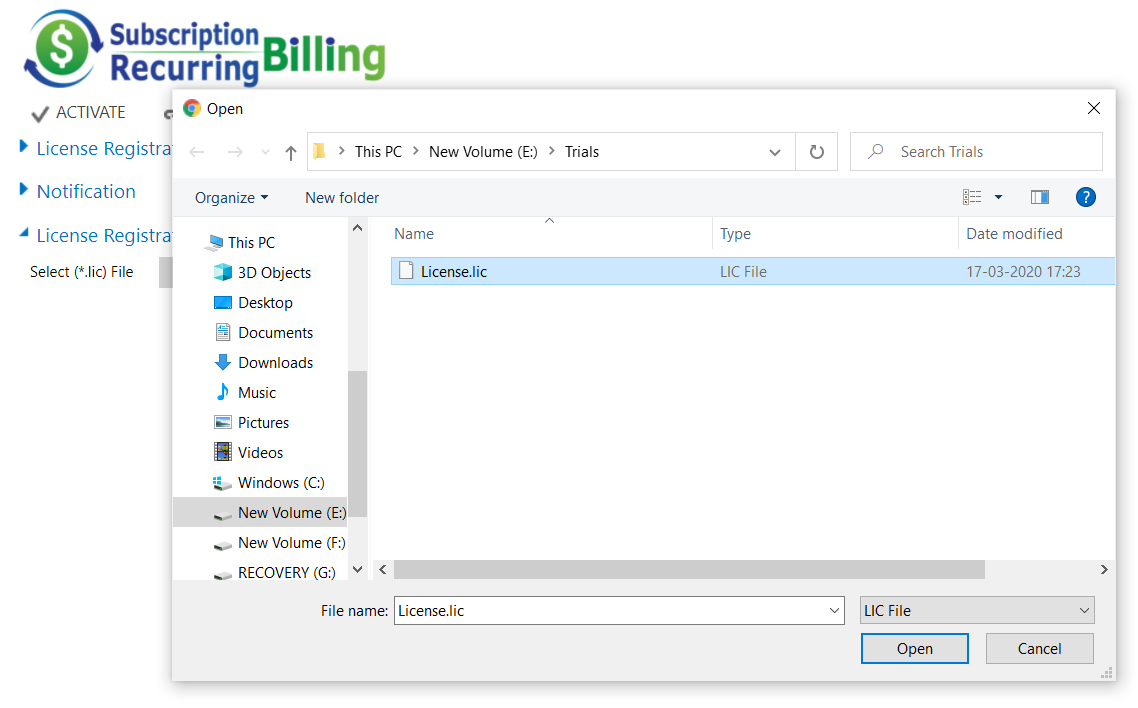 Subscription
Recurring
Billing
ACTIVATE
Open
License Registra
This PC > New Volume (E:) > Trials
Search Trials
Notification
Organize
New folder
?
License Registra
Select (*.lic) File
This PC
3D Objects
Desktop
Documents
Downloads
Music
Pictures
Videos
Windows (C:)
New Volume (E:)
New Volume (F:)
RECOVERY (G:)
Name
Type
Date modified
License.lic
LIC File
17-03-2020 17:23
File name:
License.lic
LIC File
Open
Cancel